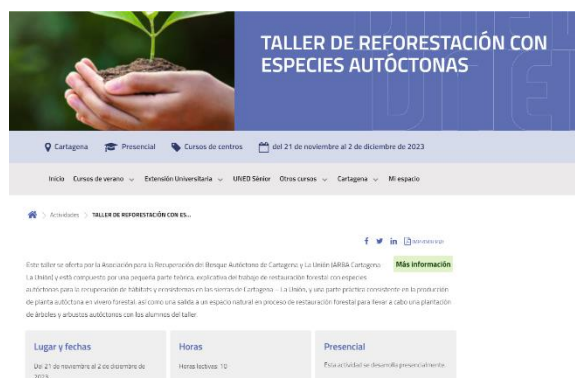 TALLER DE REFORESTACIÓN CON
ESPECIES AUTÓCTONAS
Cartagena Presencial Cursos de centros del 21 de noviembre al 2 de diciembre de 2023
Inicio Cursos de verano Extensión Universitaria UNED Sénior Otros cursos Cartagena Mi espacio
Actividades > TALLER DE REFORESTACIÓN CON ES...
Más información
Este taller se oferta por la Asociación para la Recuperación del Bosque Autóctono de Cartagena y La Unión (ARBA Cartagena
La Unión) y está compuesto por una pequeña parte teórica, explicativa del trabajo de restauración forestal con especies
autóctonas para la recuperación de hábitats y ecosistemas en las sierras de Cartagena – La Unión, y una parte práctica consistente en la producción
de planta autóctona en vivero forestal, así como una salida a un espacio natural en proceso de restauración forestal para llevar a cabo una plantación
de árboles y arbustos autóctonos con los alumnos del taller.
Lugar y fechas
Del 21 de noviembre al 2 de diciembre de
2023
Horas
Horas lectivas: 10
Presencial
Esta actividad se desarrolla presencialmente